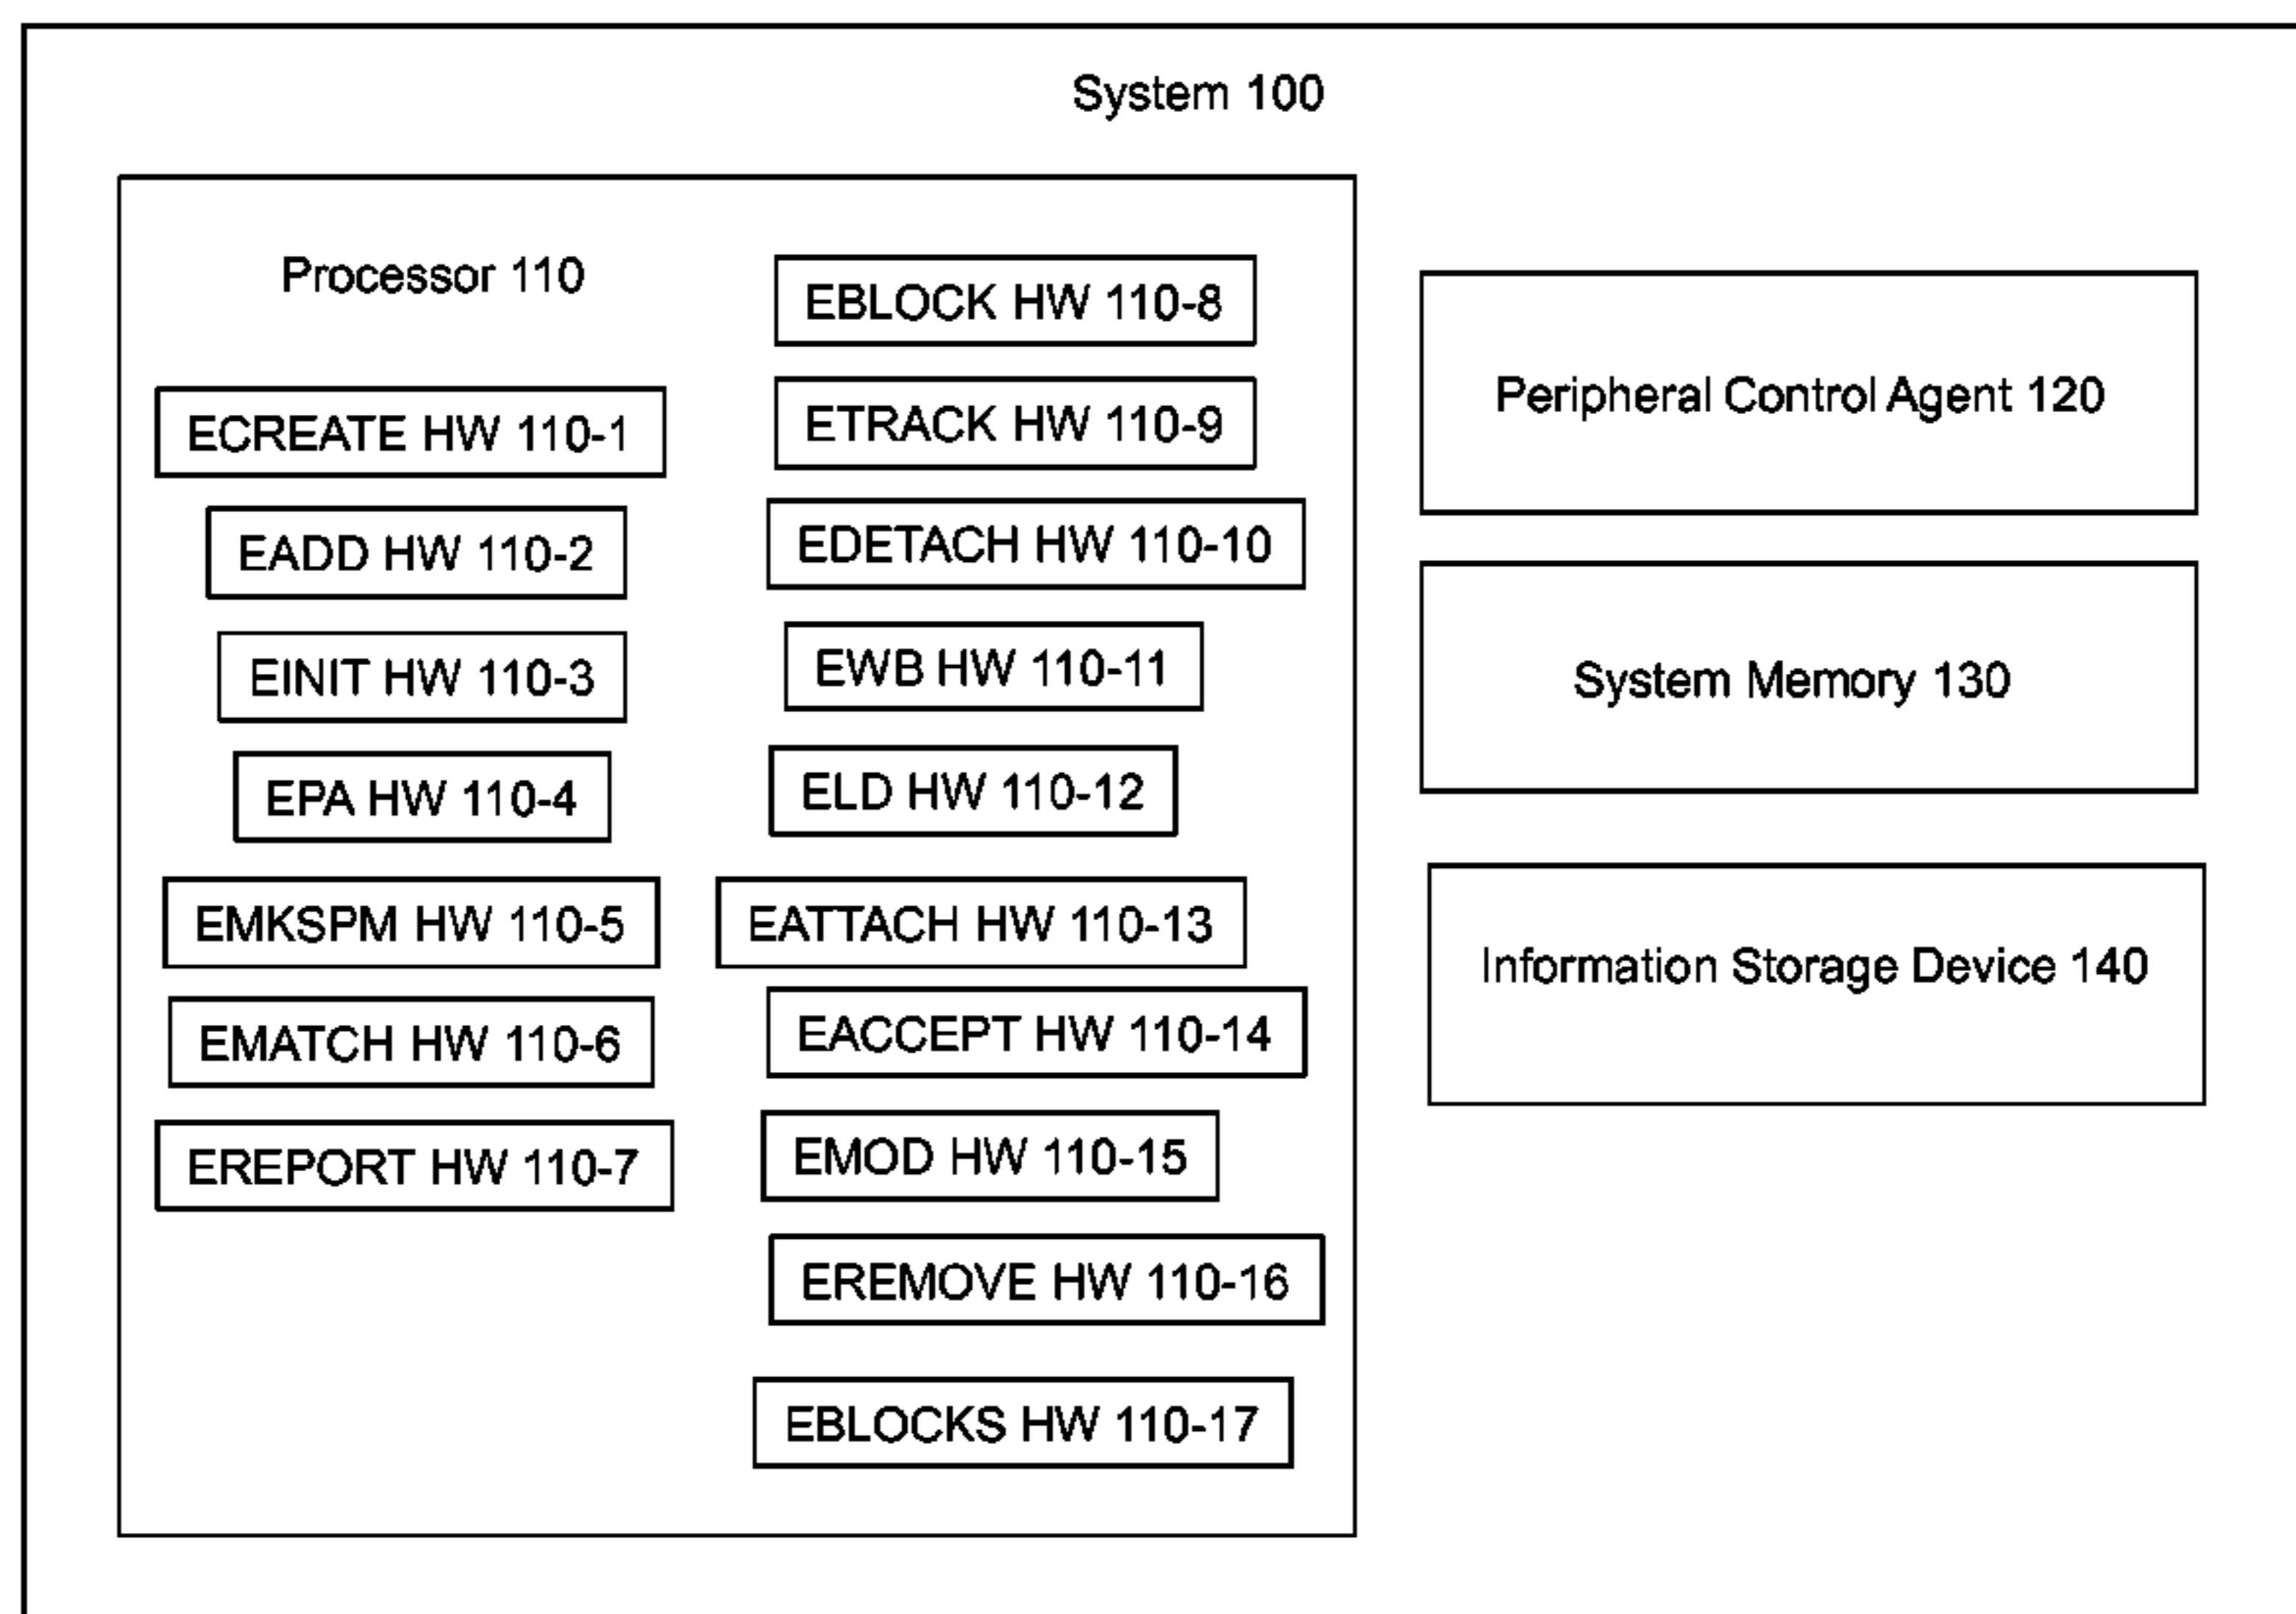 System 100
Processor 110
ECREATE HW 110-1
EADD HW 110-2
EINIT HW 110-3
EPA HW 110-4
EMKSPM HW 110-5
EMATCH HW 110-6
EREPORT HW 110-7
EBLOCK HW 110-8
ETRACK HW 110-9
EDETACH HW 110-10
EWB HW 110-11
ELD HW 110-12
EATTACH HW 110-13
EACCEPT HW 110-14
EMOD HW 110-15
EREMOVE HW 110-16
EBLOCKS HW 110-17
Peripheral Control Agent 120
System Memory 130
Information Storage Device 140